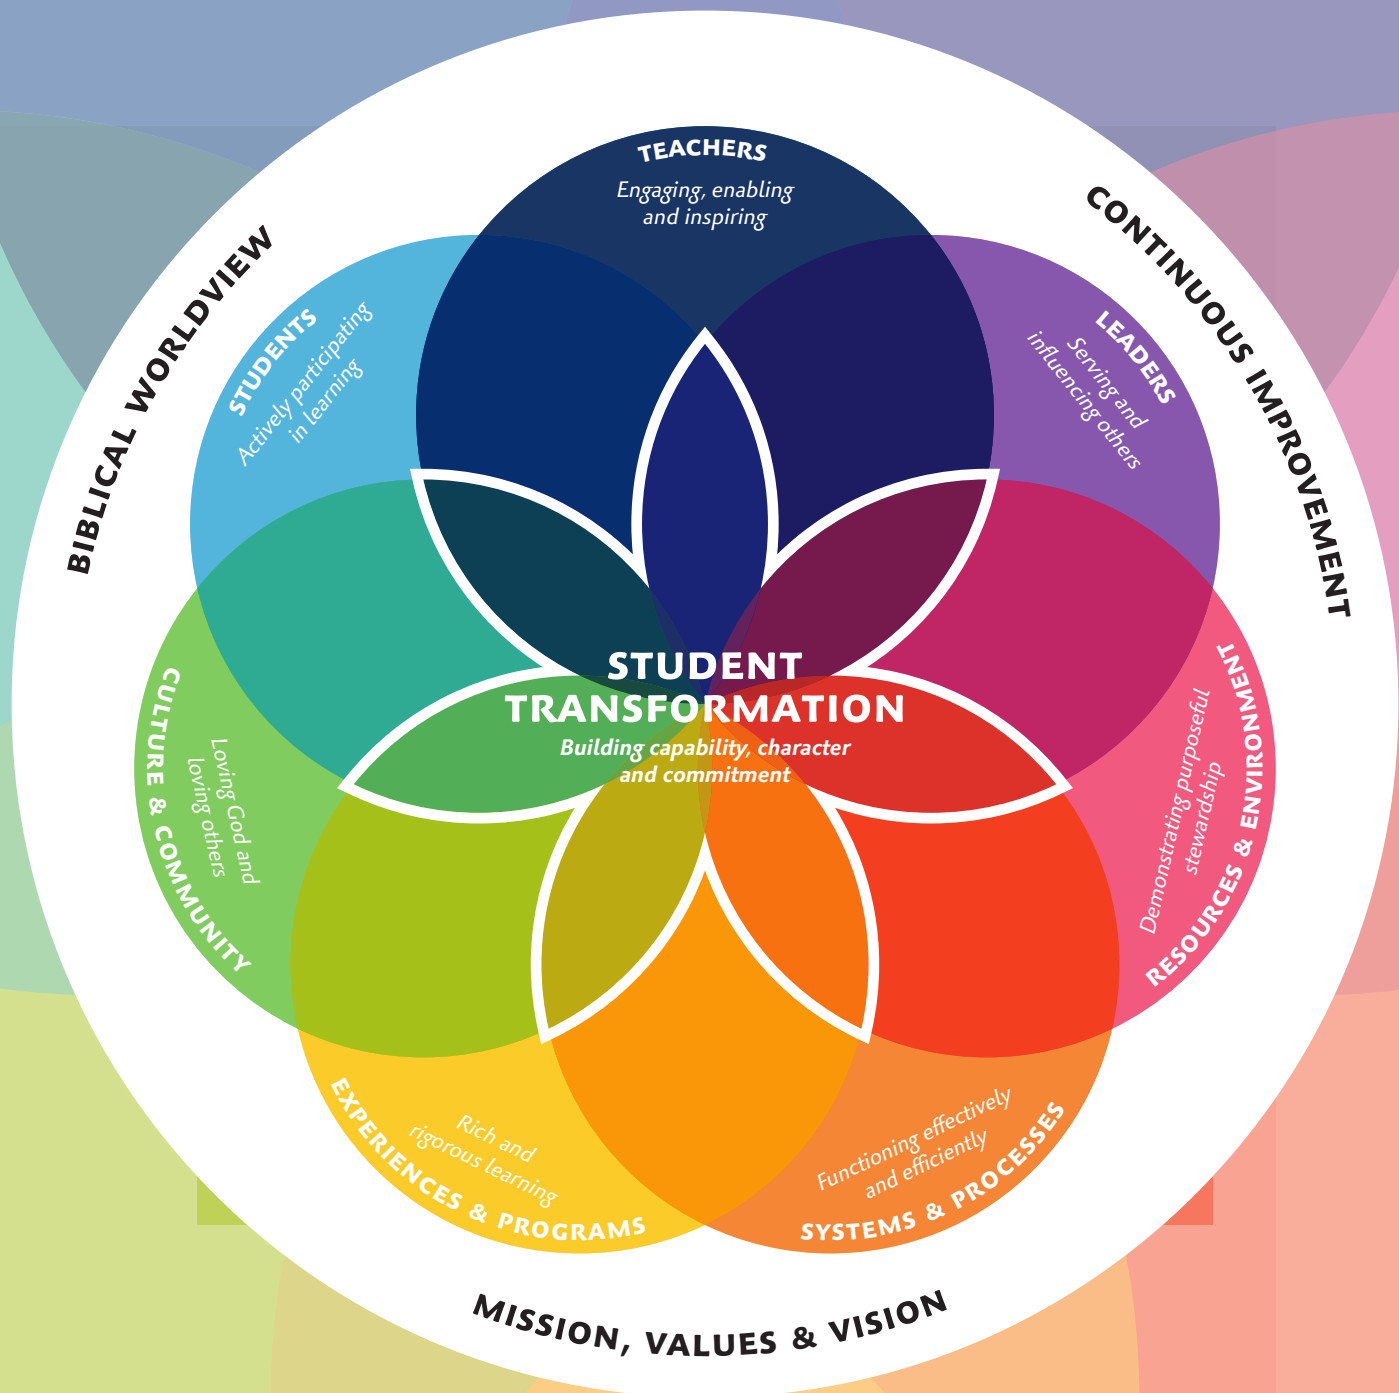 BIBLICAL WORLDVIEW
CONTINUOUS IMPROVEMENT
TEACHERS
Engaging, enabling
and inspiring
STUDENTS
Actively participating
in learning
LEADERS
Serving and
influencing others
STUDENT
TRANSFORMATION
Building capability, character
and commitment
CULTURE & COMMUNITY
Loving God and
loving others
RESOURCES & ENVIRONMENT
Demonstrating purposeful
stewardship
EXPERIENCES & PROGRAMS
Rich and
rigorous learning
SYSTEMS & PROCESSES
Functioning effectively
and efficiently
MISSION, VALUES & VISION